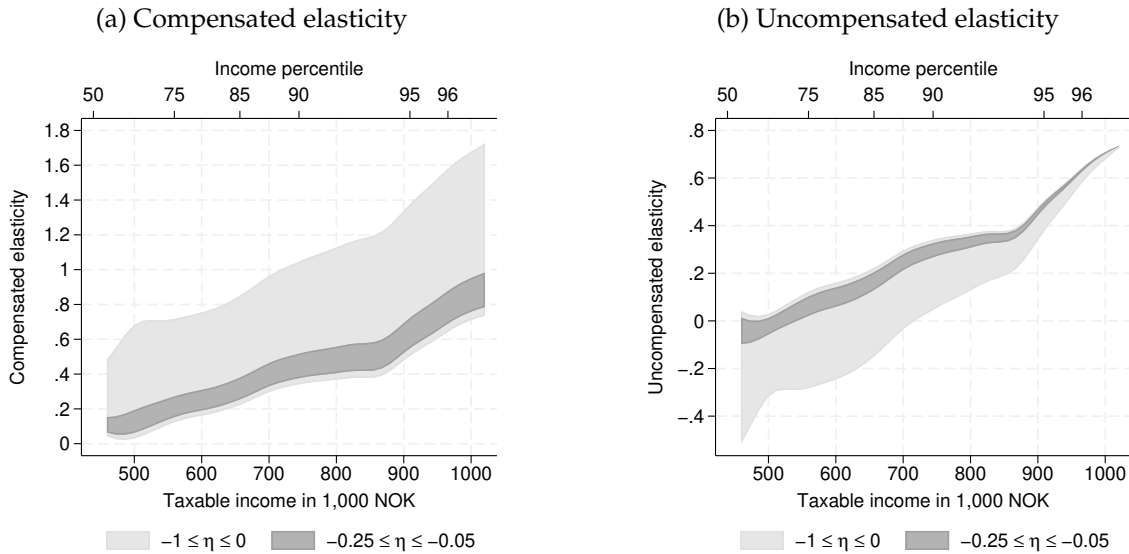 (a) Compensated elasticity
Income percentile
50 75 85 90 95 96
1.8
1.6
1.4
1.2
1
.8
.6
.4
.2
0
Compensated elasticity
500 600 700 800 900 1000
Taxable income in 1,000 NOK
−1 ≤ η ≤ 0 −0.25 ≤ η ≤ −0.05
(b) Uncompensated elasticity
Income percentile
50 75 85 90 95 96
.8
.6
.4
.2
0
−.2
−.4
Uncompensated elasticity
500 600 700 800 900 1000
Taxable income in 1,000 NOK
−1 ≤ η ≤ 0 −0.25 ≤ η ≤ −0.05